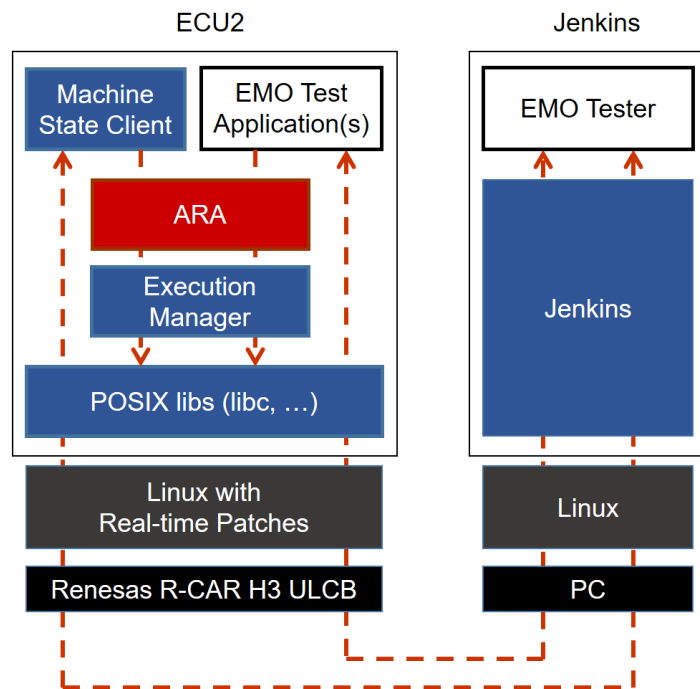 ECU2
Machine
State Client
EMO Test
Application(s)
ARA
Execution
Manager
POSIX libs (libc, …)
Linux with
Real-time Patches
Renesas R-CAR H3 ULCB
Jenkins
EMO Tester
Jenkins
Linux
PC